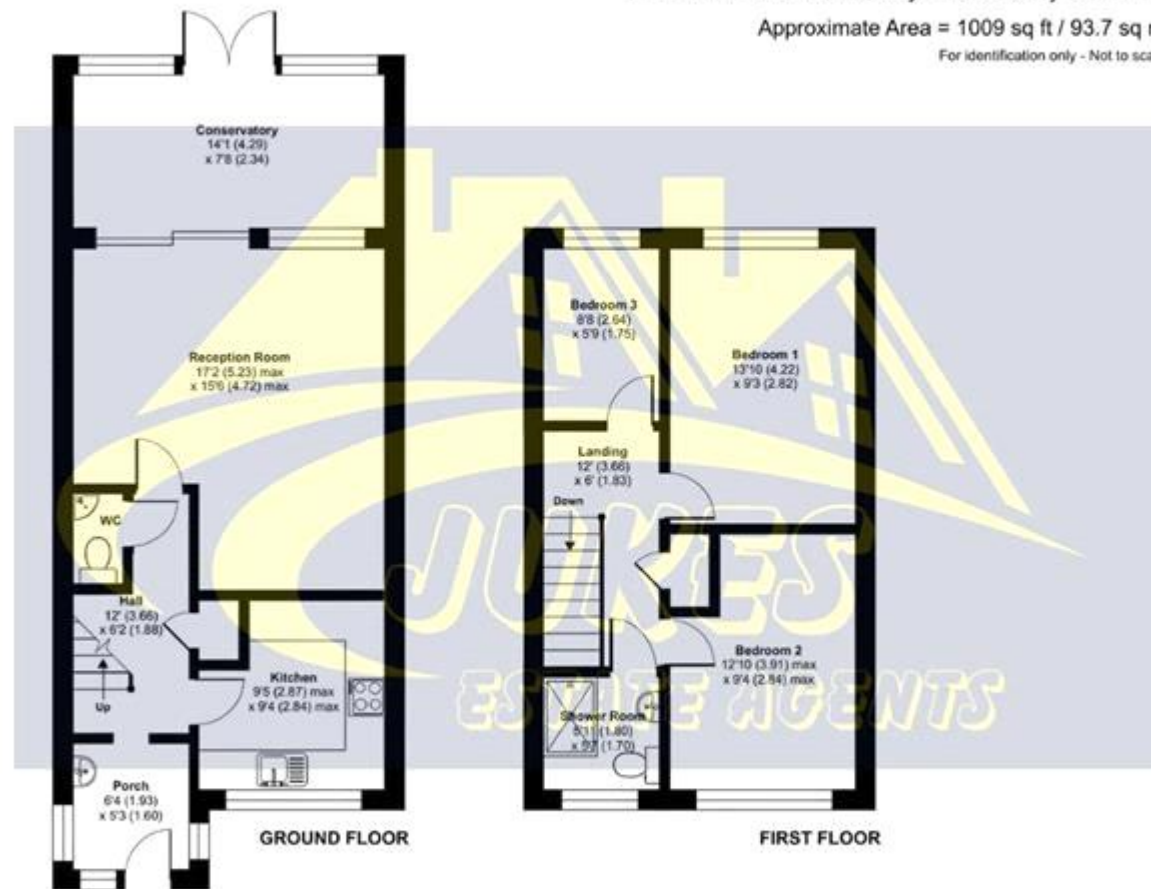 Approximate Area = 1009 sq ft / 93.7 sq m
For identification only - Not to scale
Conservatory
14'1 (4.29)
x 7'8 (2.34)
Reception Room
17'2 (5.23) max
x 15'6 (4.72) max
WC
Hall
12' (3.66)
x 6'2 (1.88)
Up
Kitchen
9'5 (2.87) max
x 9'4 (2.84) max
Porch
6'4 (1.93)
x 5'3 (1.60)
GROUND FLOOR
Bedroom 3
8'8 (2.64)
x 5'9 (1.75)
Bedroom 1
13'10 (4.22)
x 9'3 (2.82)
Landing
12' (3.66)
x 6' (1.83)
Down
Bedroom 2
12'10 (3.91) max
x 9'4 (2.84) max
Shower Room
5'11 (1.80)
x 5'7 (1.70)
FIRST FLOOR
JUKES
ESTATE AGENTS